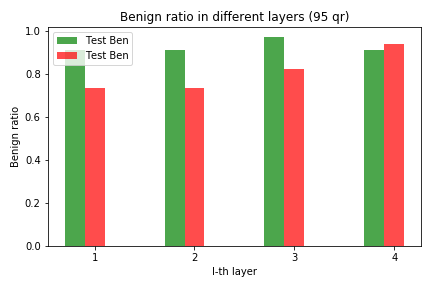 Benign ratio in different layers (95 qr)
Test Ben
Test Ben
1.0
0.8
0.6
0.4
0.2
0.0
Benign ratio
1 2 3 4
l-th layer